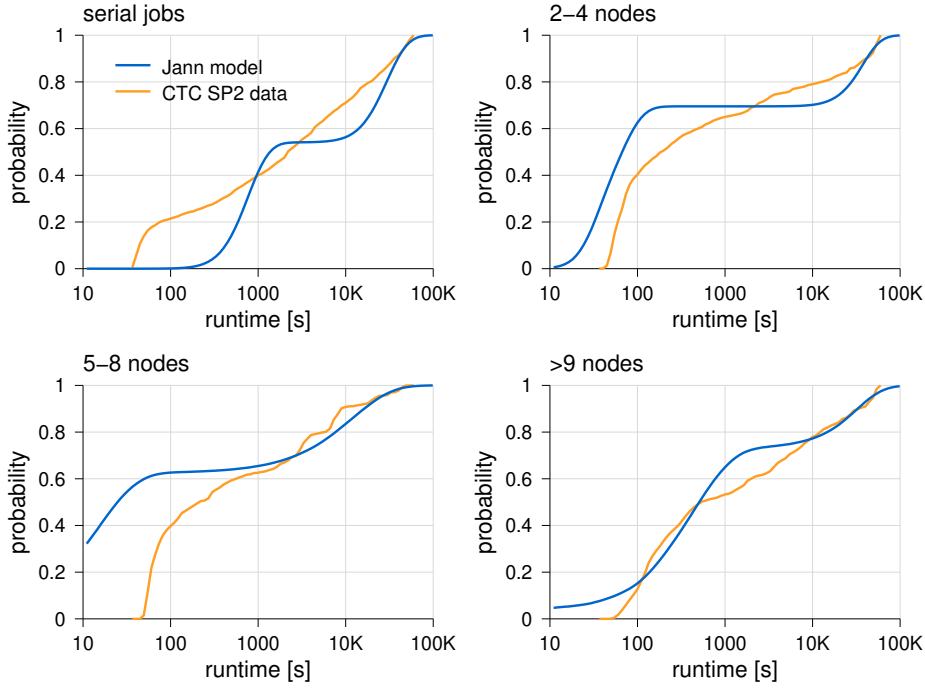 serial jobs
1
0.8
0.6
0.4
0.2
0
probability
Jann model
CTC SP2 data
10
100
1000
10K
100K
runtime [s]
2−4 nodes
1
0.8
0.6
0.4
0.2
0
probability
10
100
1000
10K
100K
runtime [s]
5−8 nodes
1
0.8
0.6
0.4
0.2
0
probability
10
100
1000
10K
100K
runtime [s]
>9 nodes
1
0.8
0.6
0.4
0.2
0
probability
10
100
1000
10K
100K
runtime [s]